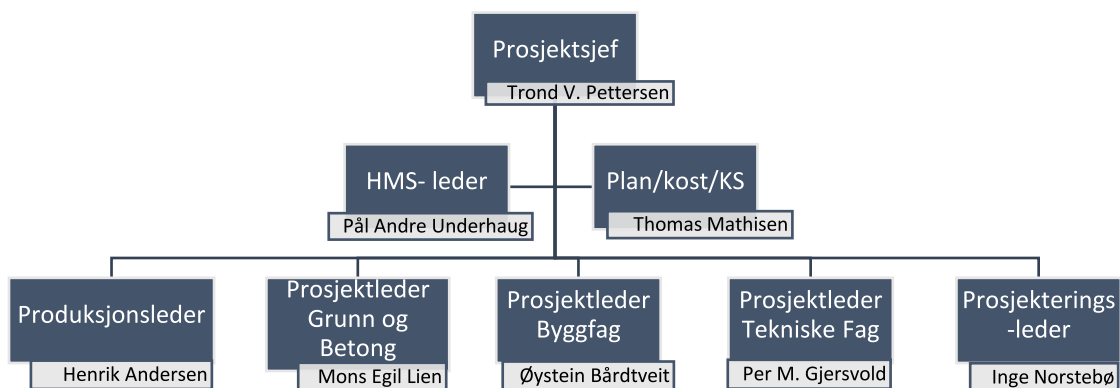 Prosjektsjef
Trond V. Pettersen
HMS- leder
Pål Andre Underhaug
Plan/kost/KS
Thomas Mathisen
Produksjonsleder
Henrik Andersen
Prosjektleder
Grunn og
Betong
Mons Egil Lien
Prosjektleder
Byggfag
Øystein Bårdtveit
Prosjektleder
Tekniske Fag
Per M. Gjersvold
Prosjekterings
-leder
Inge Norstebø